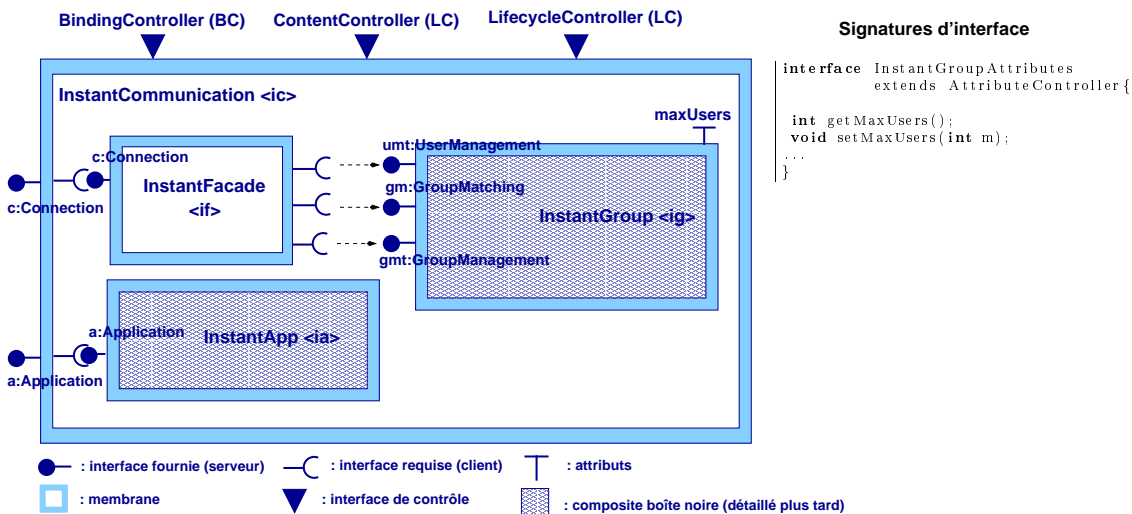 BindingController (BC)
ContentController (LC)
LifecycleController (LC)
Signatures d'interface
interface InstantGroupAttributes
extends AttributeController{
int getMaxUsers();
void setMaxUsers(int m);
...
}
InstantCommunication <ic>
maxUsers
c:Connection
umt:UserManagement
InstantFacade
<if>
gm:GroupMatching
c:Connection
InstantGroup <ig>
gmt:GroupManagement
a:Application
InstantApp <ia>
a:Application
: interface fournie (serveur)
: interface requise (client)
: attributs
: membrane
: interface de contrôle
: composite boîte noire (détaillé plus tard)